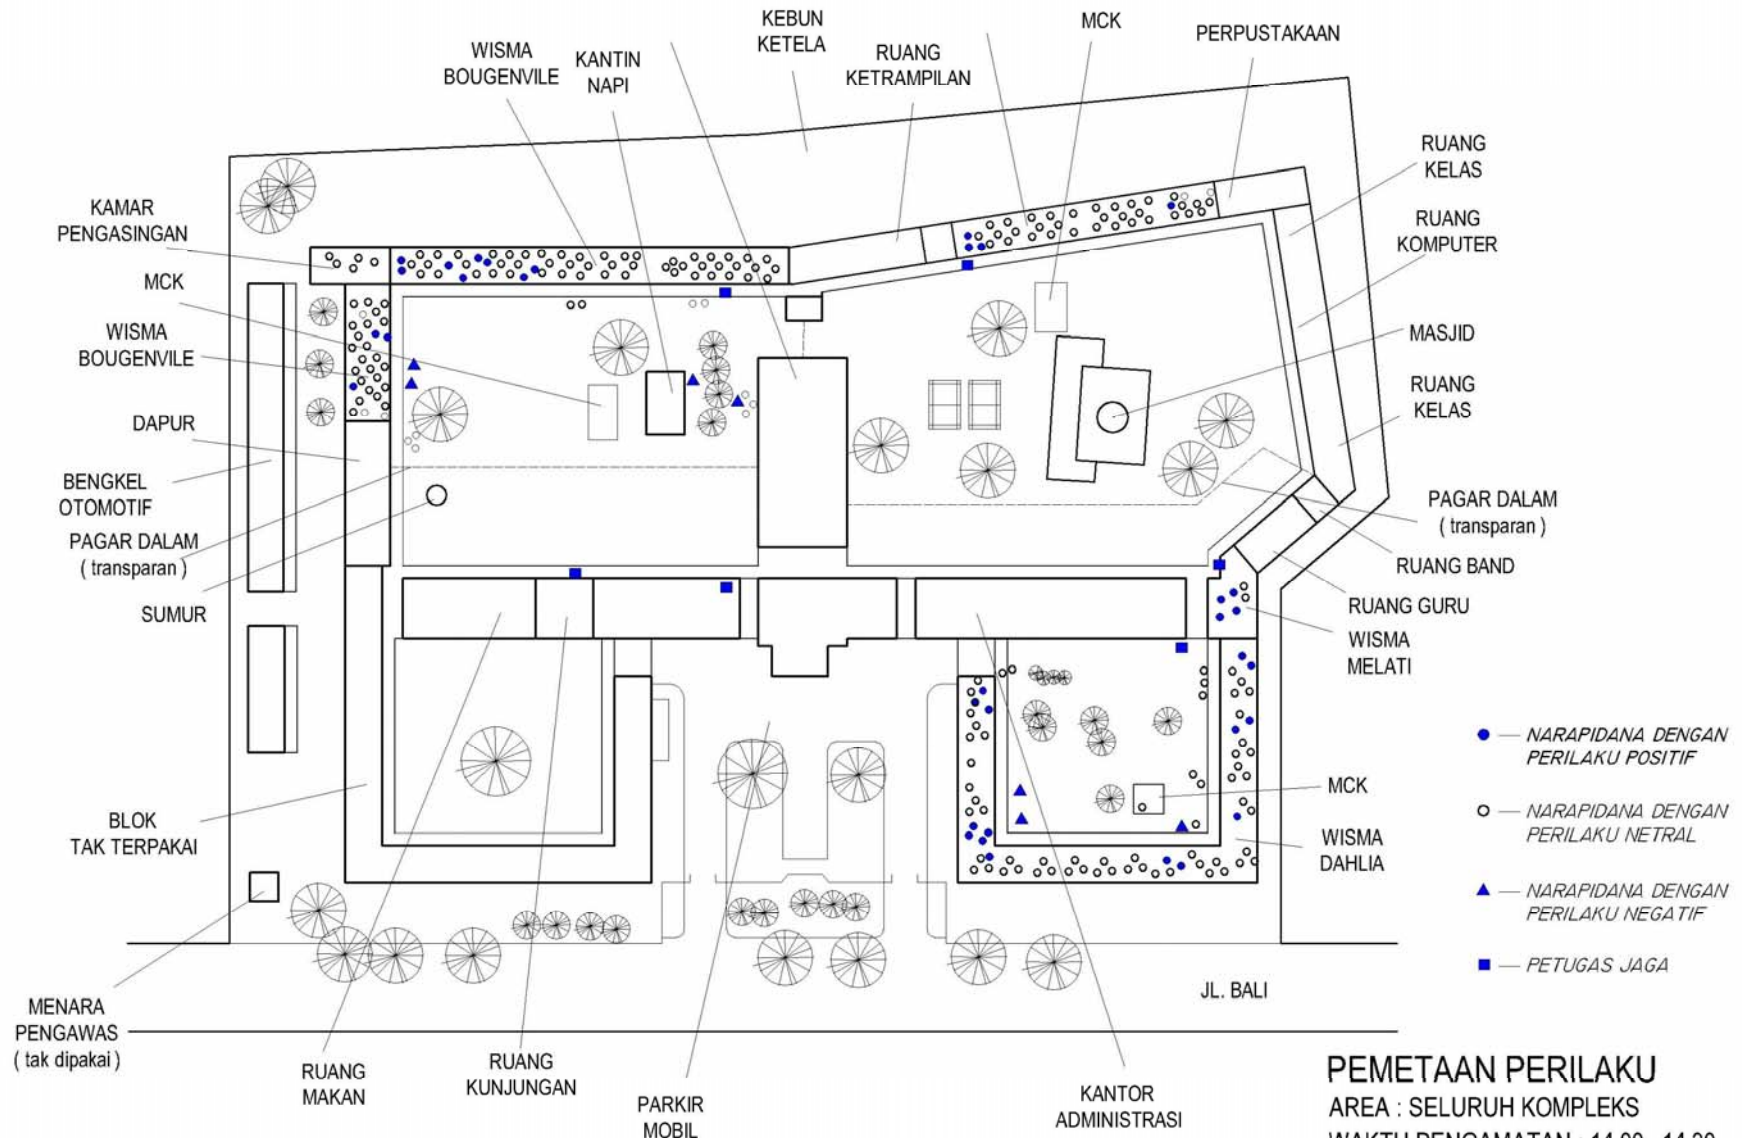 KEBUN
KETELA
MCK
PERPUSTAKAAN
WISMA
BOUGENVILE
KANTIN
NAPI
RUANG
KETRAMPILAN
RUANG
KELAS
KAMAR
PENGASINGAN
RUANG
KOMPUTER
MCK
WISMA
BOUGENVILE
MASJID
RUANG
KELAS
DAPUR
BENGKEL
OTOMOTIF
PAGAR DALAM
( transparan )
PAGAR DALAM
( transparan )
RUANG BAND
SUMUR
RUANG GURU
WISMA
MELATI
NARAPIDANA DENGAN
PERILAKU POSITIF
MCK
NARAPIDANA DENGAN
PERILAKU NETRAL
BLOK
TAK TERPAKAI
WISMA
DAHLIA
NARAPIDANA DENGAN
PERILAKU NEGATIF
PETUGAS JAGA
JL. BALI
MENARA
PENGAWAS
( tak dipakai )
RUANG
MAKAN
RUANG
KUNJUNGAN
PARKIR
MOBIL
KANTOR
ADMINISTRASI
PEMETAAN PERILAKU
AREA : SELURUH KOMPLEKS
WAKTU PENGAMATAN :